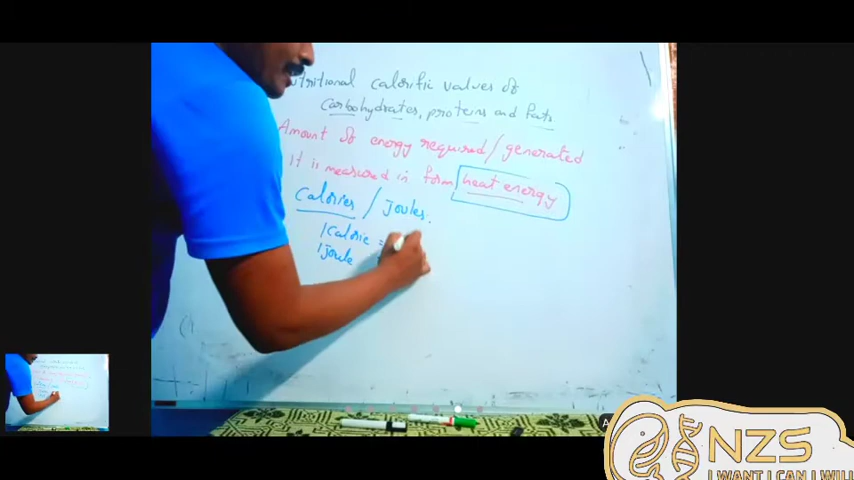 utritional calorific values of
Carbohydrates, proteins and fats
Amount of energy required/generated
It is measured in form heat energy
Calories / Joules.
1 Calorie =
1 Joule
NZS
I WANT I CAN I WILL